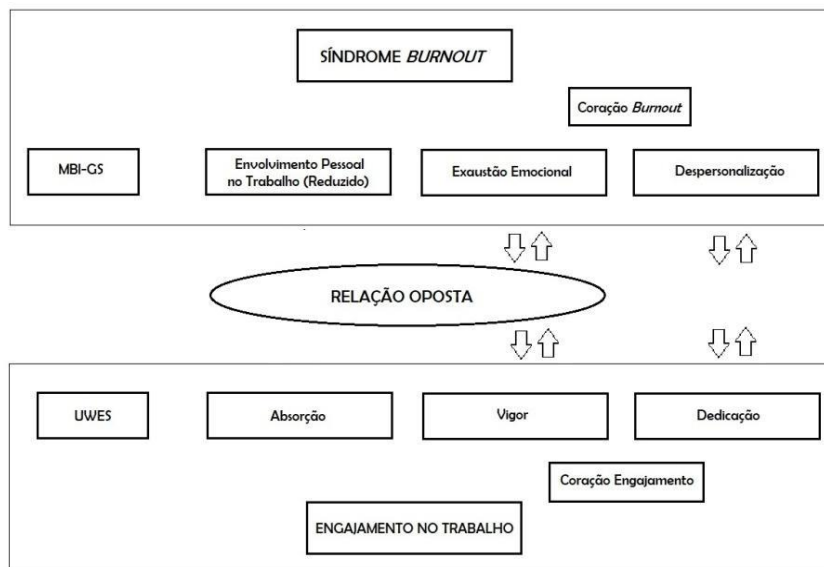 SÍNDROME BURNOUT
Coração Burnout
MBI-GS
Envolvimento Pessoal
no Trabalho (Reduzido)
Exaustão Emocional
Despersonalização
RELAÇÃO OPOSTA
UWES
Absorção
Vigor
Dedicação
Coração Engajamento
ENGAJAMENTO NO TRABALHO